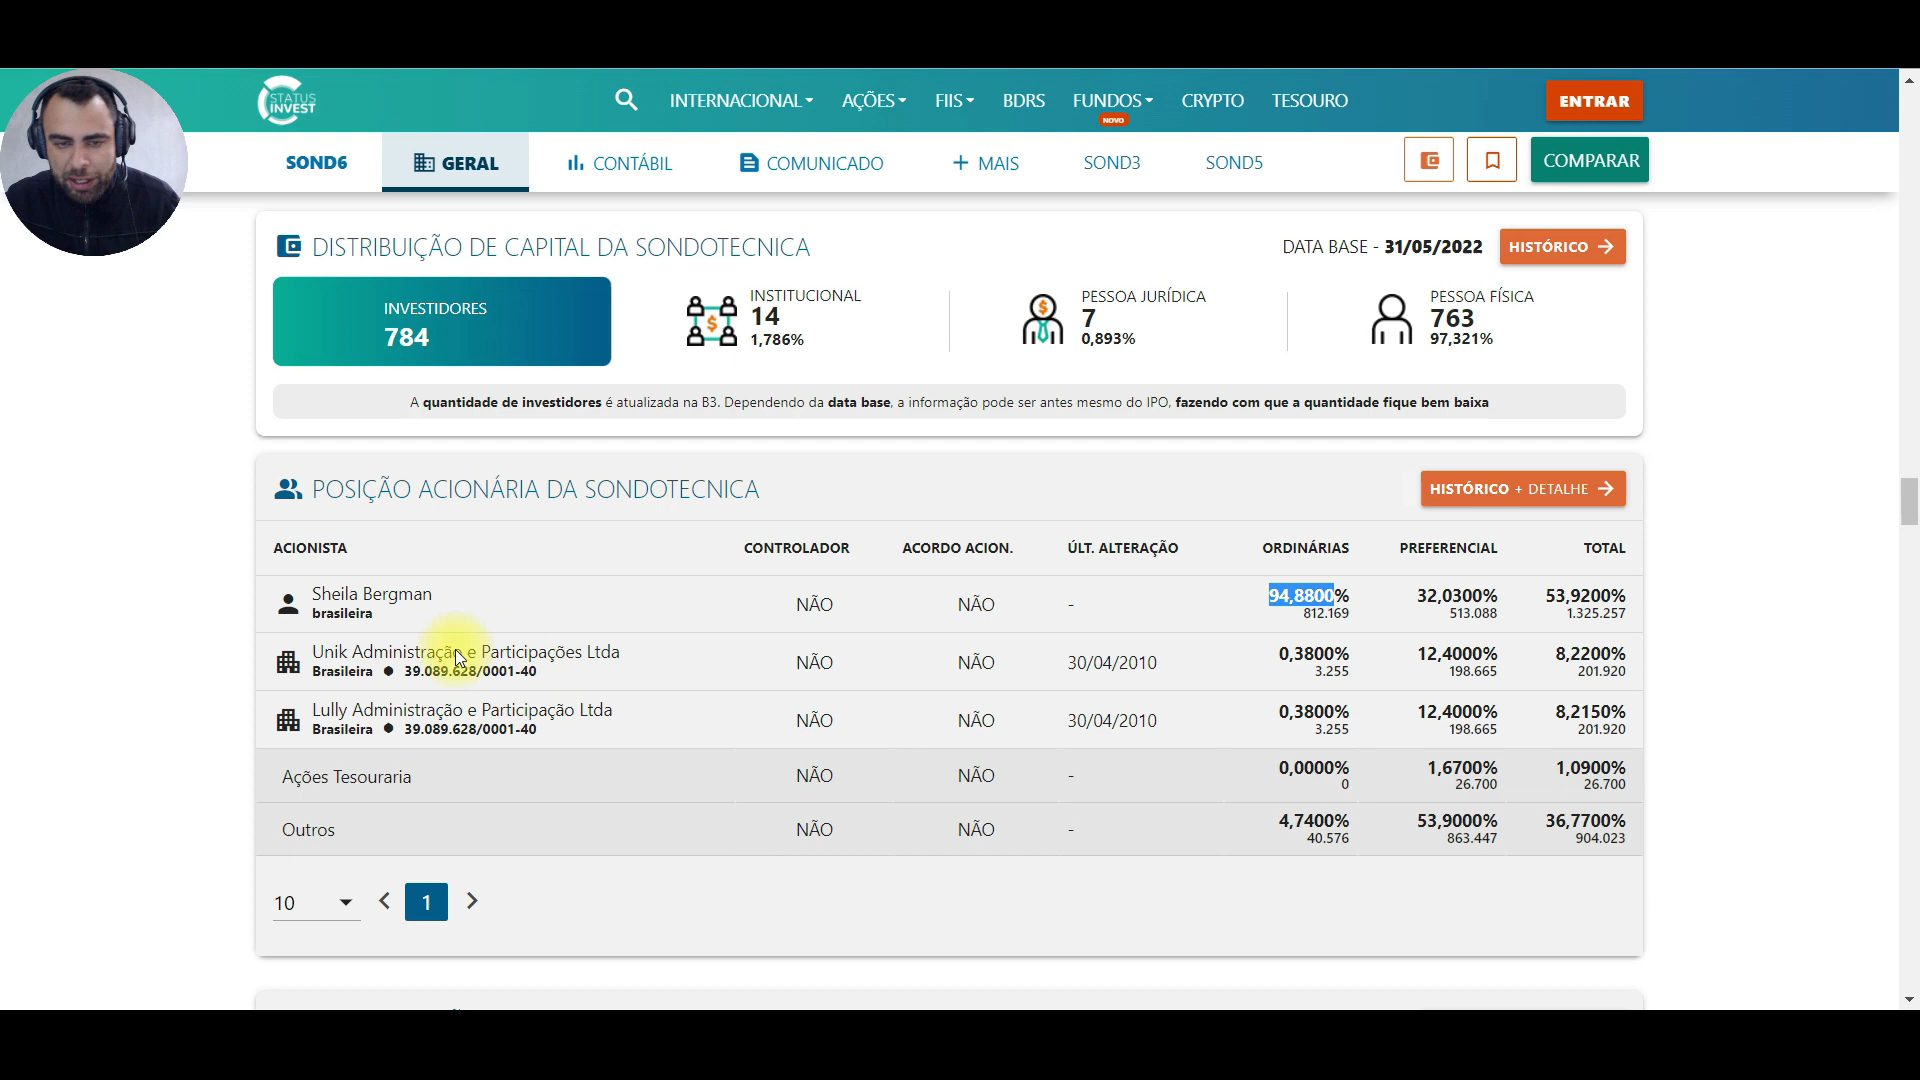 STATUS
INVEST
INTERNACIONAL
AÇÕES
FIIS
BDRS
FUNDOS
NOVO
CRYPTO
TESOURO
ENTRAR
SOND6
GERAL
CONTÁBIL
COMUNICADO
+ MAIS
SOND3
SOND5
COMPARAR
DISTRIBUIÇÃO DE CAPITAL DA SONDOTECNICA
DATA BASE - 31/05/2022
HISTÓRICO
INVESTIDORES
784
INSTITUCIONAL
14
1,786%
PESSOA JURÍDICA
7
0,893%
PESSOA FÍSICA
763
97,321%
A quantidade de investidores é atualizada na B3. Dependendo da data base, a informação pode ser antes mesmo do IPO, fazendo com que a quantidade fique bem baixa
POSIÇÃO ACIONÁRIA DA SONDOTECNICA
HISTÓRICO + DETALHE
ACIONISTA CONTROLADOR ACORDO ACION. ÚLT. ALTERAÇÃO ORDINÁRIAS PREFERENCIAL TOTAL
Sheila Bergman NÃO NÃO - 94,8800% 32,0300% 53,9200%
brasileira 812.169 513.088 1.325.257
Unik Administração e Participações Ltda NÃO NÃO 30/04/2010 0,3800% 12,4000% 8,2200%
Brasileira ● 39.089.628/0001-40 3.255 198.665 201.920
Lully Administração e Participação Ltda NÃO NÃO 30/04/2010 0,3800% 12,4000% 8,2150%
Brasileira ● 39.089.628/0001-40 3.255 198.665 201.920
Ações Tesouraria NÃO NÃO - 0,0000% 1,6700% 1,0900%
0 26.700 26.700
Outros NÃO NÃO - 4,7400% 53,9000% 36,7700%
40.576 863.447 904.023
10
1